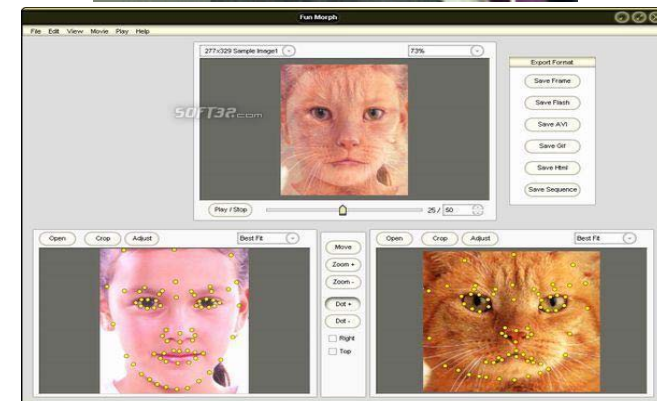 Fun Morph
File Edit View Movie Play Help
277x329 Sample Image1
73%
Export Format
Save Frame
Save Flash
Save AVI
Save Gif
Save Html
Save Sequence
SOFT32.com
Play / Stop
25 / 50
Open Crop Adjust Best Fit
Move
Zoom +
Zoom -
Dot +
Dot -
Right
Top
Open Crop Adjust Best Fit